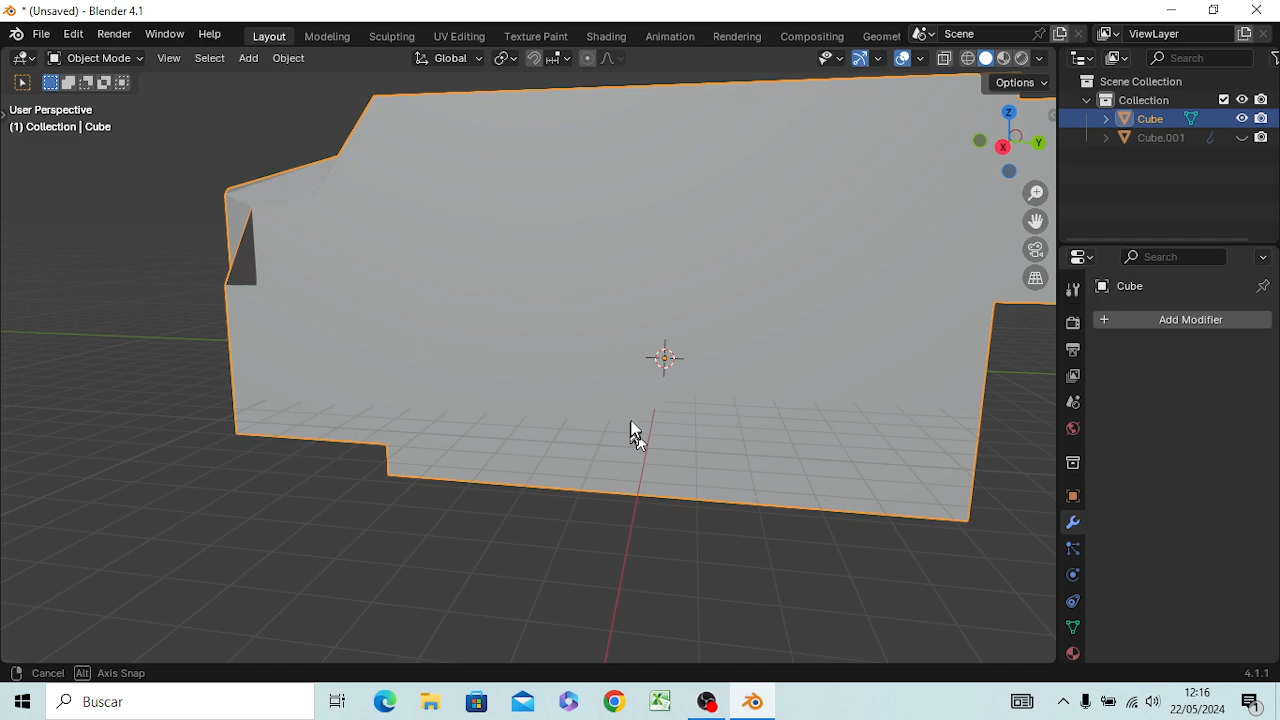 * (Unsaved) - Blender 4.1
File Edit Render Window Help Layout Modeling Sculpting UV Editing Texture Paint Shading Animation Rendering Compositing Geomet Scene ViewLayer
Object Mode View Select Add Object Global Search
Options
User Perspective
(1) Collection | Cube
Scene Collection
Collection
Cube
Cube.001
Z
Y
X
Search
Cube
+ Add Modifier
Cancel Alt Axis Snap 4.1.1
Buscar
12:16
22/05/2024
1